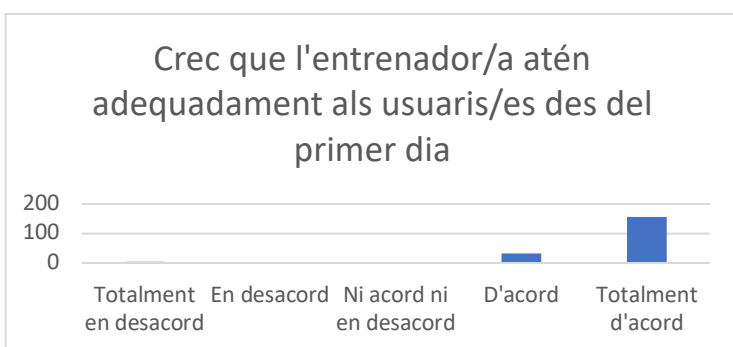 Crec que l'entrenador/a atén
adequadament als usuaris/es des del
primer dia
200
100
0
Totalment
en desacord
En desacord
Ni acord ni
en desacord
D'acord
Totalment
d'acord